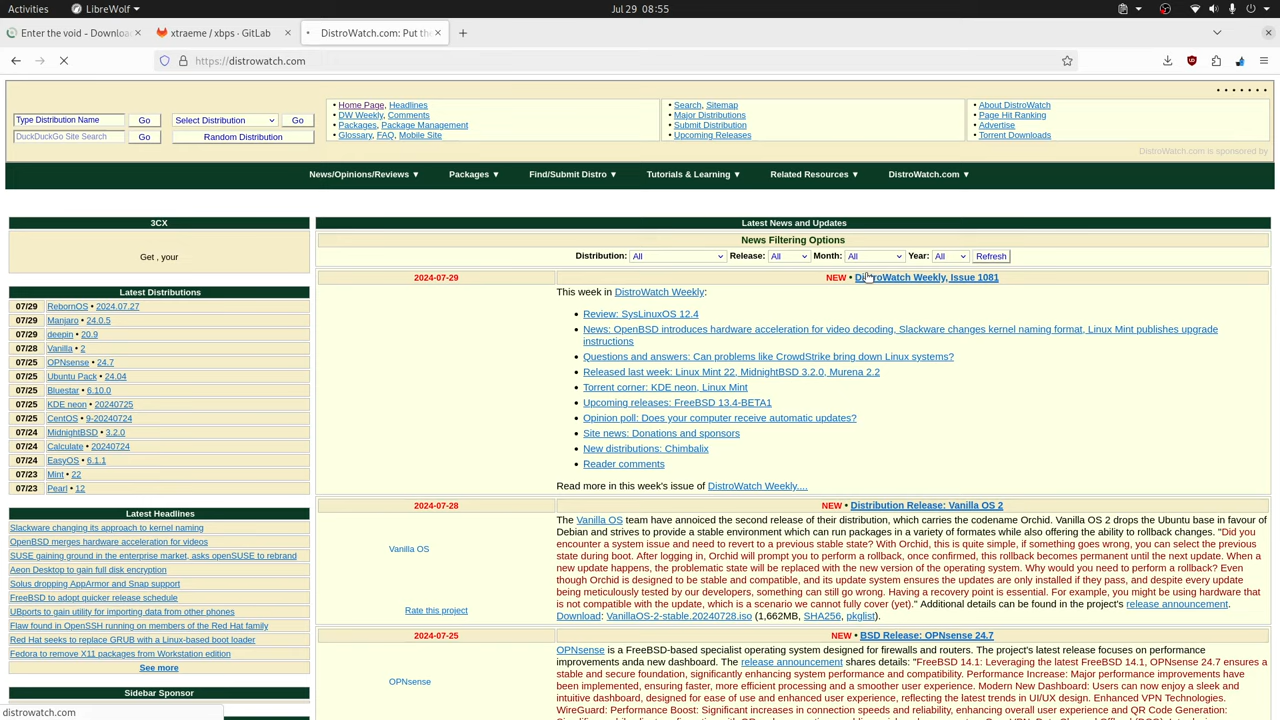 Activities
LibreWolf
Jul 29 08:55
Enter the void - Downloa
xtraeme / xbps · GitLab
DistroWatch.com: Put the
https://distrowatch.com
Type Distribution Name
Go
Select Distribution
Go
DuckDuckGo Site Search
Go
Random Distribution
• Home Page, Headlines
• DW Weekly, Comments
• Packages, Package Management
• Glossary, FAQ, Mobile Site
• Search, Sitemap
• Major Distributions
• Submit Distribution
• Upcoming Releases
• About DistroWatch
• Page Hit Ranking
• Advertise
• Torrent Downloads
DistroWatch.com is sponsored by
News/Opinions/Reviews ▼ Packages ▼ Find/Submit Distro ▼ Tutorials & Learning ▼ Related Resources ▼ DistroWatch.com ▼
3CX
Get , your
Latest Distributions
07/29 RebornOS • 2024.07.27
07/29 Manjaro • 24.0.5
07/29 deepin • 20.9
07/28 Vanilla • 2
07/25 OPNsense • 24.7
07/25 Ubuntu Pack • 24.04
07/25 Bluestar • 6.10.0
07/25 KDE neon • 20240725
07/25 CentOS • 9-20240724
07/24 MidnightBSD • 3.2.0
07/24 Calculate • 20240724
07/24 EasyOS • 6.1.1
07/23 Mint • 22
07/23 Pearl • 12
Latest Headlines
Slackware changing its approach to kernel naming
OpenBSD merges hardware acceleration for videos
SUSE gaining ground in the enterprise market, asks openSUSE to rebrand
Aeon Desktop to gain full disk encryption
Solus dropping AppArmor and Snap support
FreeBSD to adopt quicker release schedule
UBports to gain utility for importing data from other phones
Flaw found in OpenSSH running on members of the Red Hat family
Red Hat seeks to replace GRUB with a Linux-based boot loader
Fedora to remove X11 packages from Workstation edition
See more
Sidebar Sponsor
Latest News and Updates
News Filtering Options
Distribution: All Release: All Month: All Year: All Refresh
2024-07-29
NEW • DistroWatch Weekly, Issue 1081
This week in DistroWatch Weekly:
• Review: SysLinuxOS 12.4
• News: OpenBSD introduces hardware acceleration for video decoding, Slackware changes kernel naming format, Linux Mint publishes upgrade
instructions
• Questions and answers: Can problems like CrowdStrike bring down Linux systems?
• Released last week: Linux Mint 22, MidnightBSD 3.2.0, Murena 2.2
• Torrent corner: KDE neon, Linux Mint
• Upcoming releases: FreeBSD 13.4-BETA1
• Opinion poll: Does your computer receive automatic updates?
• Site news: Donations and sponsors
• New distributions: Chimbalix
• Reader comments
Read more in this week's issue of DistroWatch Weekly....
2024-07-28
NEW • Distribution Release: Vanilla OS 2
Vanilla OS
Rate this project
The Vanilla OS team have annoiced the second release of their distribution, which carries the codename Orchid. Vanilla OS 2 drops the Ubuntu base in favour of
Debian and strives to provide a stable environment which can run packages in a variety of formates while also offering the ability to rollback changes. "Did you
encounter a system issue and need to revert to a previous stable state? With Orchid, this is quite simple, if something goes wrong, you can select the previous
state during boot. After logging in, Orchid will prompt you to perform a rollback, once confirmed, this rollback becomes permanent until the next update. When a
new update happens, the problematic state will be replaced with the new version of the operating system. Why would you need to perform a rollback? Even
though Orchid is designed to be stable and compatible, and its update system ensures the updates are only installed if they pass, and despite every update
being meticulously tested by our developers, something can still go wrong. Having a recovery point is essential. For example, you might be using hardware that
is not compatible with the update, which is a scenario we cannot fully cover (yet)." Additional details can be found in the project's release announcement.
Download: VanillaOS-2-stable.20240728.iso (1,662MB, SHA256, pkglist).
2024-07-25
NEW • BSD Release: OPNsense 24.7
OPNsense
OPNsense is a FreeBSD-based specialist operating system designed for firewalls and routers. The project's latest release focuses on performance
improvements anda new dashboard. The release announcement shares details: "FreeBSD 14.1: Leveraging the latest FreeBSD 14.1, OPNsense 24.7 ensures a
stable and secure foundation, significantly enhancing system performance and compatibility. Performance Increase: Major performance improvements have
been implemented, ensuring faster, more efficient processing and a smoother user experience. Modern New Dashboard: Users can now enjoy a sleek and
intuitive dashboard, designed for ease of use and enhanced user experience, reflecting the latest trends in UI/UX design. Enhanced VPN Technologies.
WireGuard: Performance Boost: Significant increases in connection speeds and reliability, enhancing overall user experience and QR Code Generation:
distrowatch.com